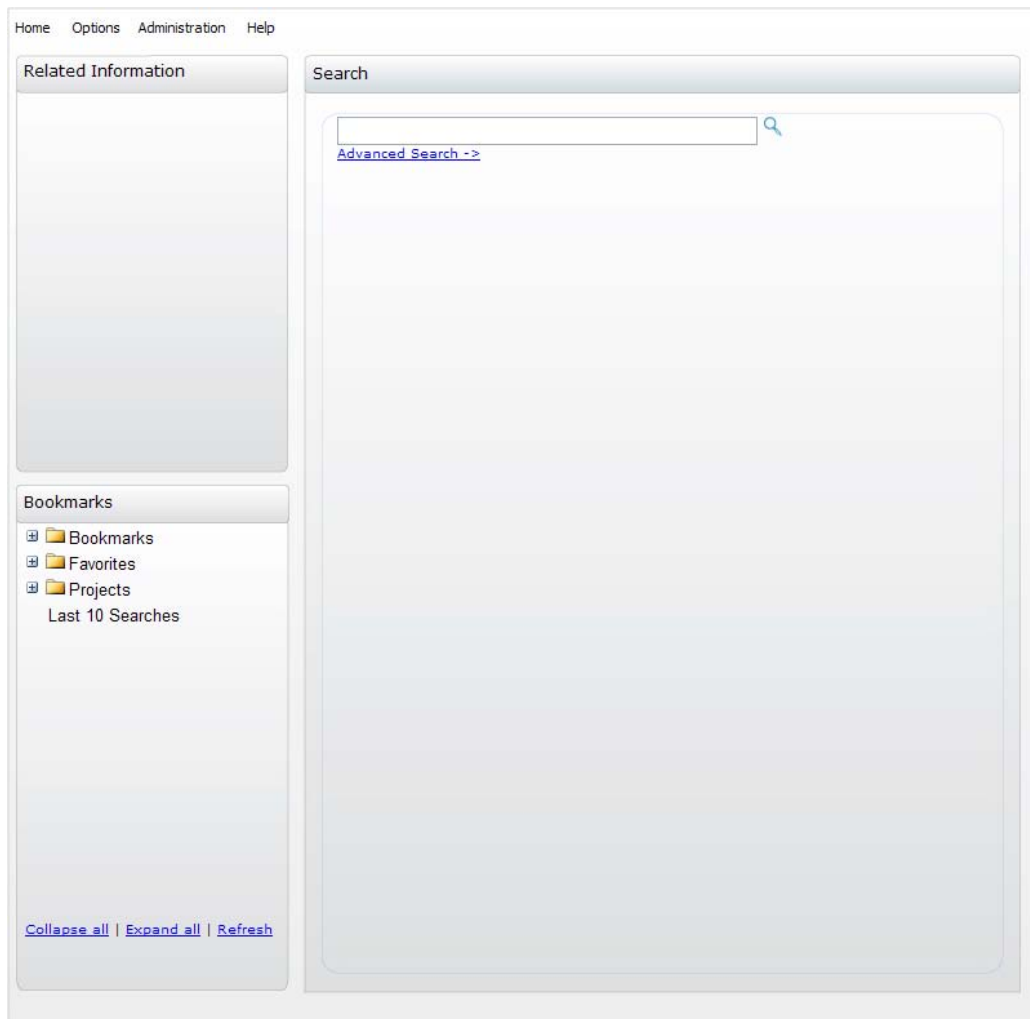 Home Options Administration Help
Related Information
Search
Advanced Search ->
Bookmarks
Bookmarks
Favorites
Projects
Last 10 Searches
Collapse all | Expand all | Refresh